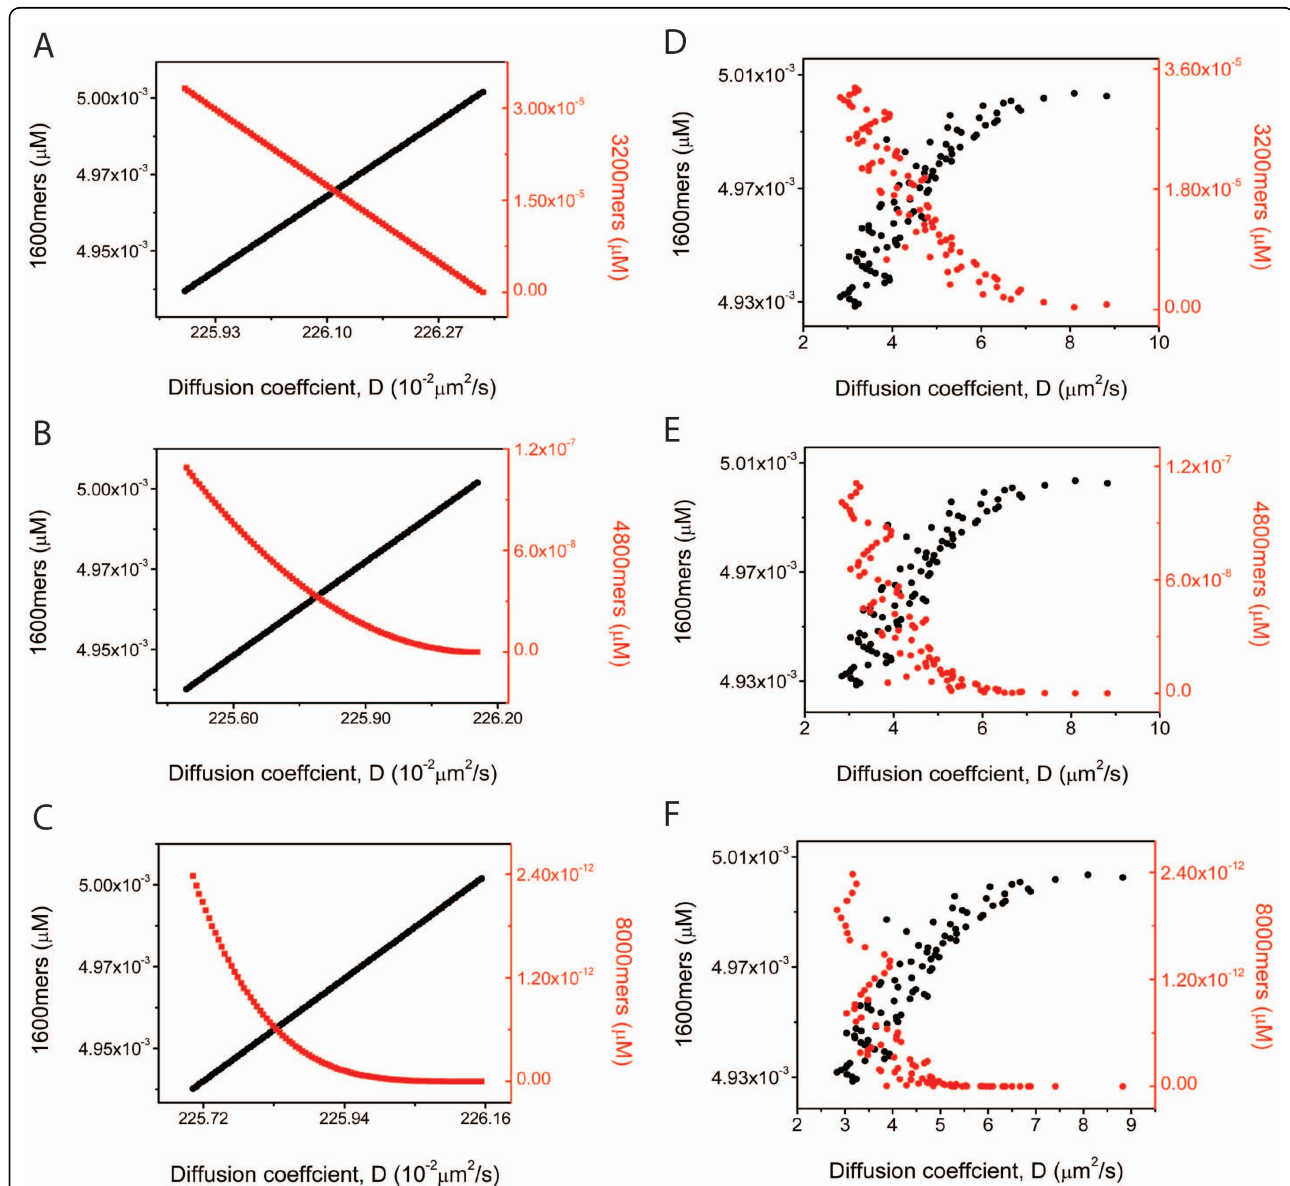 A
1600mers (μM)
5.00x10⁻³
4.97x10⁻³
4.95x10⁻³
3.00x10⁻⁵
1.50x10⁻⁵
0.00
3200mers (μM)
225.93 226.10 226.27
Diffusion coeffcient, D (10⁻²μm²/s)
B
1600mers (μM)
5.00x10⁻³
4.97x10⁻³
4.95x10⁻³
1.2x10⁻⁷
6.0x10⁻⁸
0.0
4800mers (μM)
225.60 225.90 226.20
Diffusion coeffcient, D (10⁻²μm²/s)
C
1600mers (μM)
5.00x10⁻³
4.97x10⁻³
4.95x10⁻³
2.40x10⁻¹²
1.20x10⁻¹²
0.00
8000mers (μM)
225.72 225.94 226.16
Diffusion coeffcient, D (10⁻²μm²/s)
D
1600mers (μM)
5.01x10⁻³
4.97x10⁻³
4.93x10⁻³
3.60x10⁻⁵
1.80x10⁻⁵
0.00
3200mers (μM)
2 4 6 8 10
Diffusion coeffcient, D (μm²/s)
E
1600mers (μM)
5.01x10⁻³
4.97x10⁻³
4.93x10⁻³
1.2x10⁻⁷
6.0x10⁻⁸
0.0
4800mers (μM)
2 4 6 8 10
Diffusion coeffcient, D (μm²/s)
F
1600mers (μM)
5.01x10⁻³
4.97x10⁻³
4.93x10⁻³
2.40x10⁻¹²
1.20x10⁻¹²
0.00
8000mers (μM)
2 3 4 5 6 7 8 9
Diffusion coeffcient, D (μm²/s)